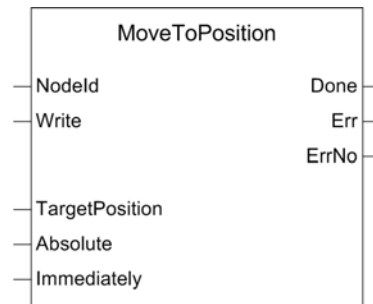 MoveToPosition
NodeId Done
Write Err
ErrNo
TargetPosition
Absolute
Immediately